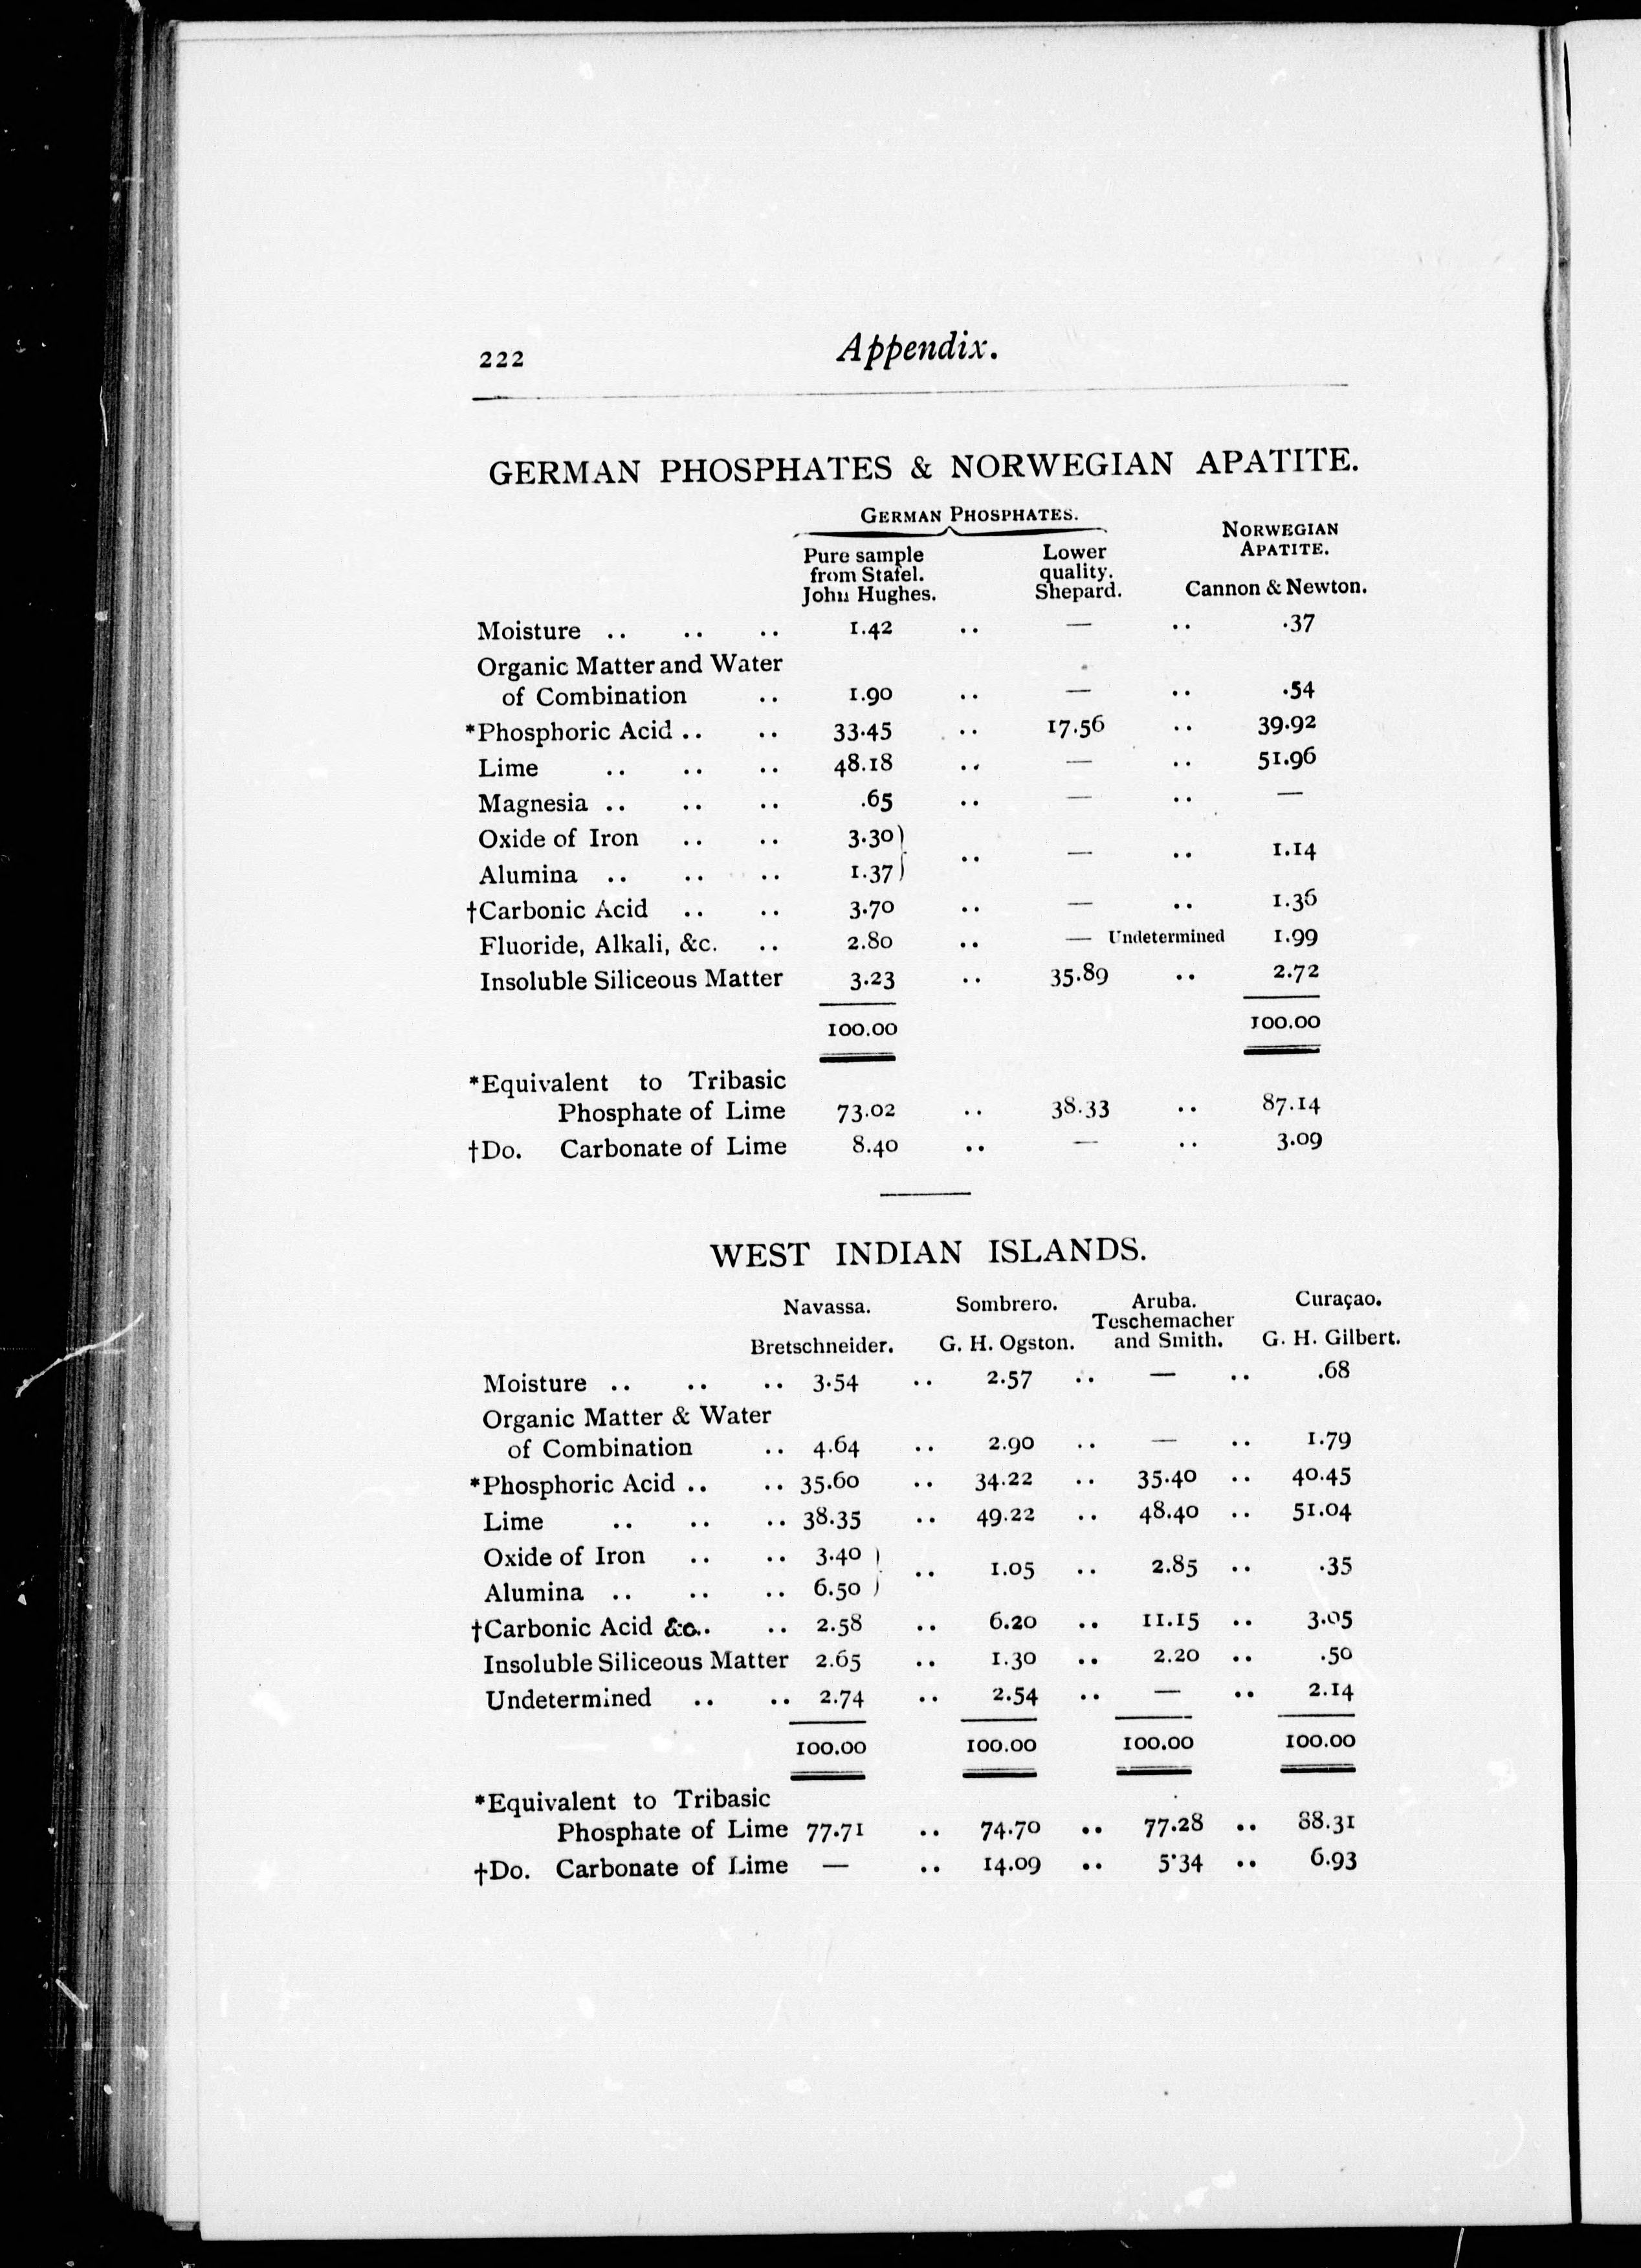 222 Appendix.
GERMAN PHOSPHATES & NORWEGIAN APATITE.
GERMAN PHOSPHATES. NORWEGIAN APATITE.
Pure sample from Stafel. John Hughes. Lower quality. Shepard. Cannon & Newton.
Moisture .. .. .. 1.42 .. — .. .37
Organic Matter and Water
of Combination .. 1.90 .. — .. .54
*Phosphoric Acid .. .. 33.45 .. 17.56 .. 39.92
Lime .. .. .. 48.18 .. — .. 51.96
Magnesia .. .. .. .65 .. — .. —
Oxide of Iron .. .. 3.30 } .. — .. 1.14
Alumina .. .. .. 1.37
†Carbonic Acid .. .. 3.70 .. — .. 1.36
Fluoride, Alkali, &c. .. 2.80 .. — Undetermined 1.99
Insoluble Siliceous Matter 3.23 .. 35.89 .. 2.72
100.00 100.00
*Equivalent to Tribasic
Phosphate of Lime 73.02 .. 38.33 .. 87.14
†Do. Carbonate of Lime 8.40 .. — .. 3.09
WEST INDIAN ISLANDS.
Navassa. Sombrero. Aruba. Curaçao.
Bretschneider. G. H. Ogston. Teschemacher and Smith. G. H. Gilbert.
Moisture .. .. .. 3.54 .. 2.57 .. — .. .68
Organic Matter & Water
of Combination .. 4.64 .. 2.90 .. — .. 1.79
*Phosphoric Acid .. .. 35.60 .. 34.22 .. 35.40 .. 40.45
Lime .. .. .. 38.35 .. 49.22 .. 48.40 .. 51.04
Oxide of Iron .. .. 3.40 } .. 1.05 .. 2.85 .. .35
Alumina .. .. .. 6.50
†Carbonic Acid &c.. .. 2.58 .. 6.20 .. 11.15 .. 3.05
Insoluble Siliceous Matter 2.65 .. 1.30 .. 2.20 .. .50
Undetermined .. .. 2.74 .. 2.54 .. — .. 2.14
100.00 100.00 100.00 100.00
*Equivalent to Tribasic
Phosphate of Lime 77.71 .. 74.70 .. 77.28 .. 88.31
†Do. Carbonate of Lime — .. 14.09 .. 5·34 .. 6.93